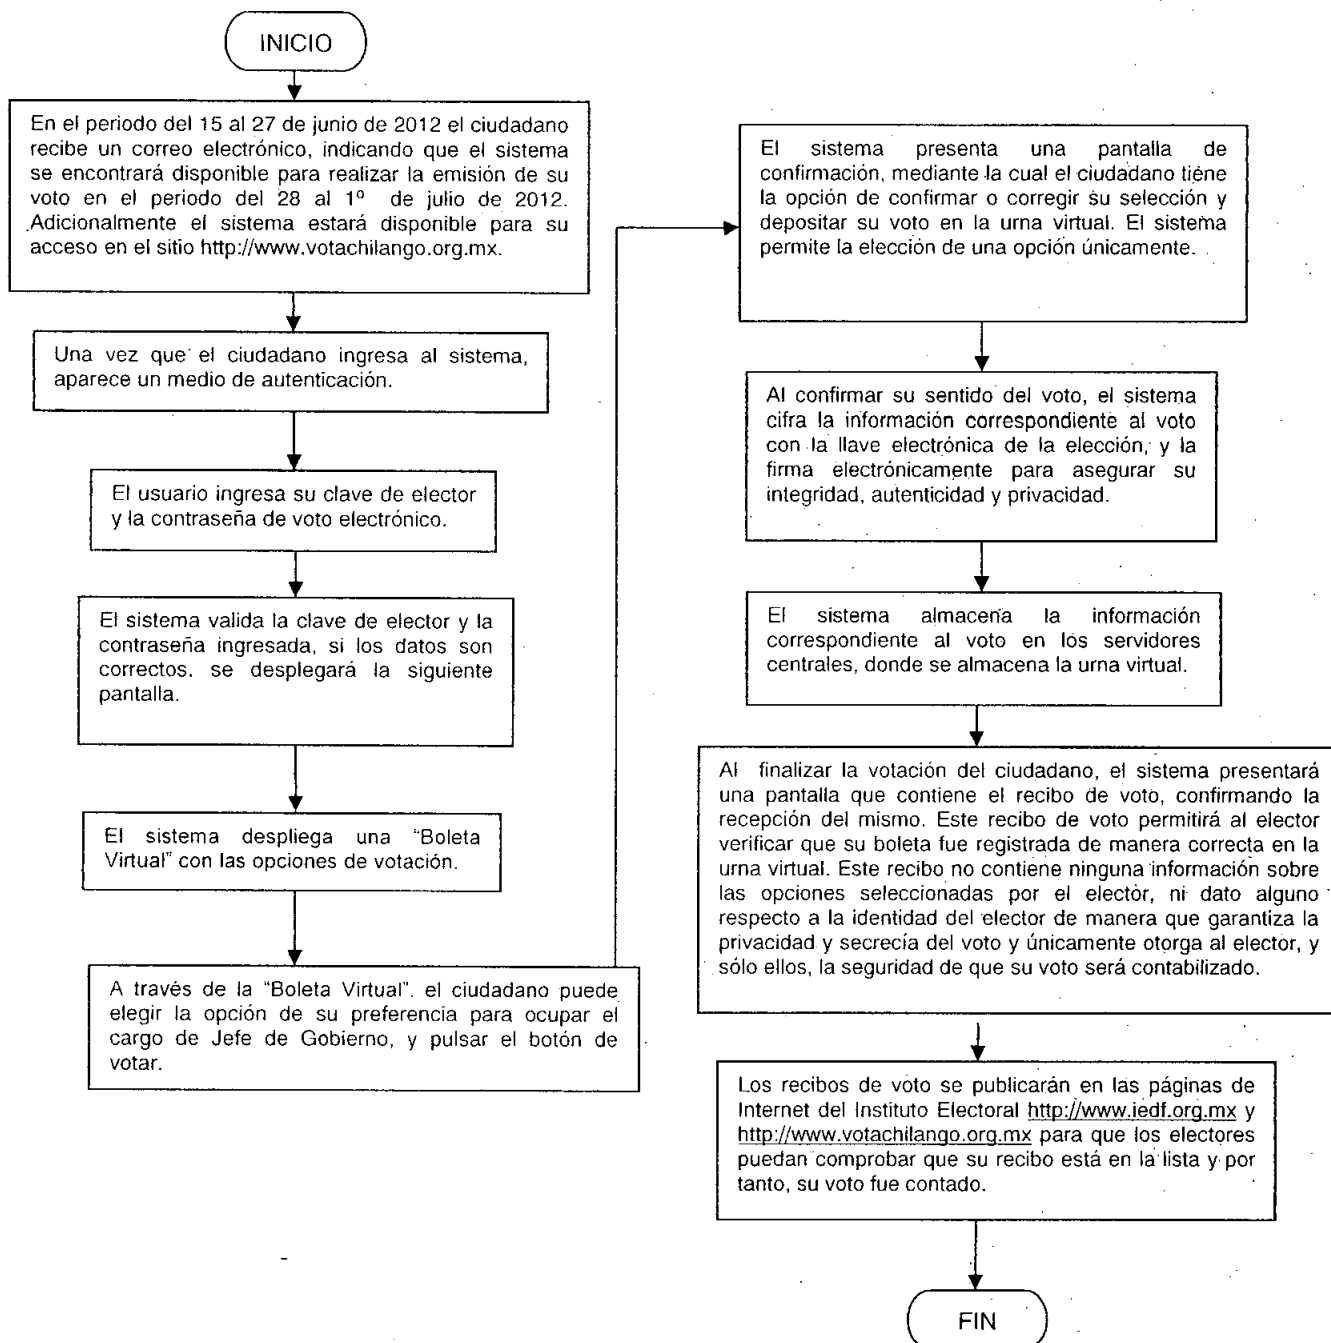 INICIO
En el periodo del 15 al 27 de junio de 2012 el ciudadano
recibe un correo electrónico, indicando que el sistema
se encontrará disponible para realizar la emisión de su
voto en el periodo del 28 al 1º de julio de 2012.
Adicionalmente el sistema estará disponible para su
acceso en el sitio http://www.votachilango.org.mx.
Una vez que el ciudadano ingresa al sistema,
aparece un medio de autenticación.
El usuario ingresa su clave de elector
y la contraseña de voto electrónico.
El sistema valida la clave de elector y la
contraseña ingresada, si los datos son
correctos. se desplegará la siguiente
pantalla.
El sistema despliega una “Boleta
Virtual” con las opciones de votación.
A través de la “Boleta Virtual”. el ciudadano puede
elegir la opción de su preferencia para ocupar el
cargo de Jefe de Gobierno, y pulsar el botón de
votar.
El sistema presenta una pantalla de
confirmación, mediante la cual el ciudadano tiene
la opción de confirmar o corregir su selección y
depositar su voto en la urna virtual. El sistema
permite la elección de una opción únicamente.
Al confirmar su sentido del voto, el sistema
cifra la información correspondiente al voto
con la llave electrónica de la elección, y la
firma electrónicamente para asegurar su
integridad, autenticidad y privacidad.
El sistema almacena la información
correspondiente al voto en los servidores
centrales, donde se almacena la urna virtual.
Al finalizar la votación del ciudadano, el sistema presentará
una pantalla que contiene el recibo de voto, confirmando la
recepción del mismo. Este recibo de voto permitirá al elector
verificar que su boleta fue registrada de manera correcta en la
urna virtual. Este recibo no contiene ninguna información sobre
las opciones seleccionadas por el elector, ni dato alguno
respecto a la identidad del elector de manera que garantiza la
privacidad y secrecía del voto y únicamente otorga al elector, y
sólo ellos, la seguridad de que su voto será contabilizado.
Los recibos de voto se publicarán en las páginas de
Internet del Instituto Electoral http://www.iedf.org.mx y
http://www.votachilango.org.mx para que los electores
puedan comprobar que su recibo está en la lista y por
tanto, su voto fue contado.
FIN